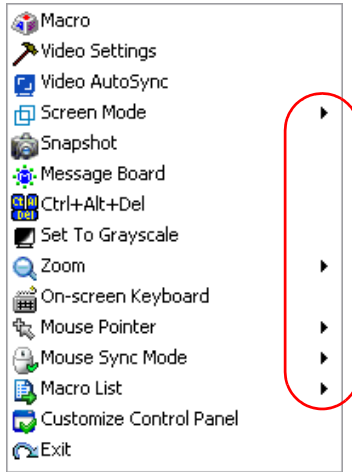 Macro
Video Settings
Video AutoSync
Screen Mode
Snapshot
Message Board
Ctrl+Alt+Del
Set To Grayscale
Zoom
On-screen Keyboard
Mouse Pointer
Mouse Sync Mode
Macro List
Customize Control Panel
Exit